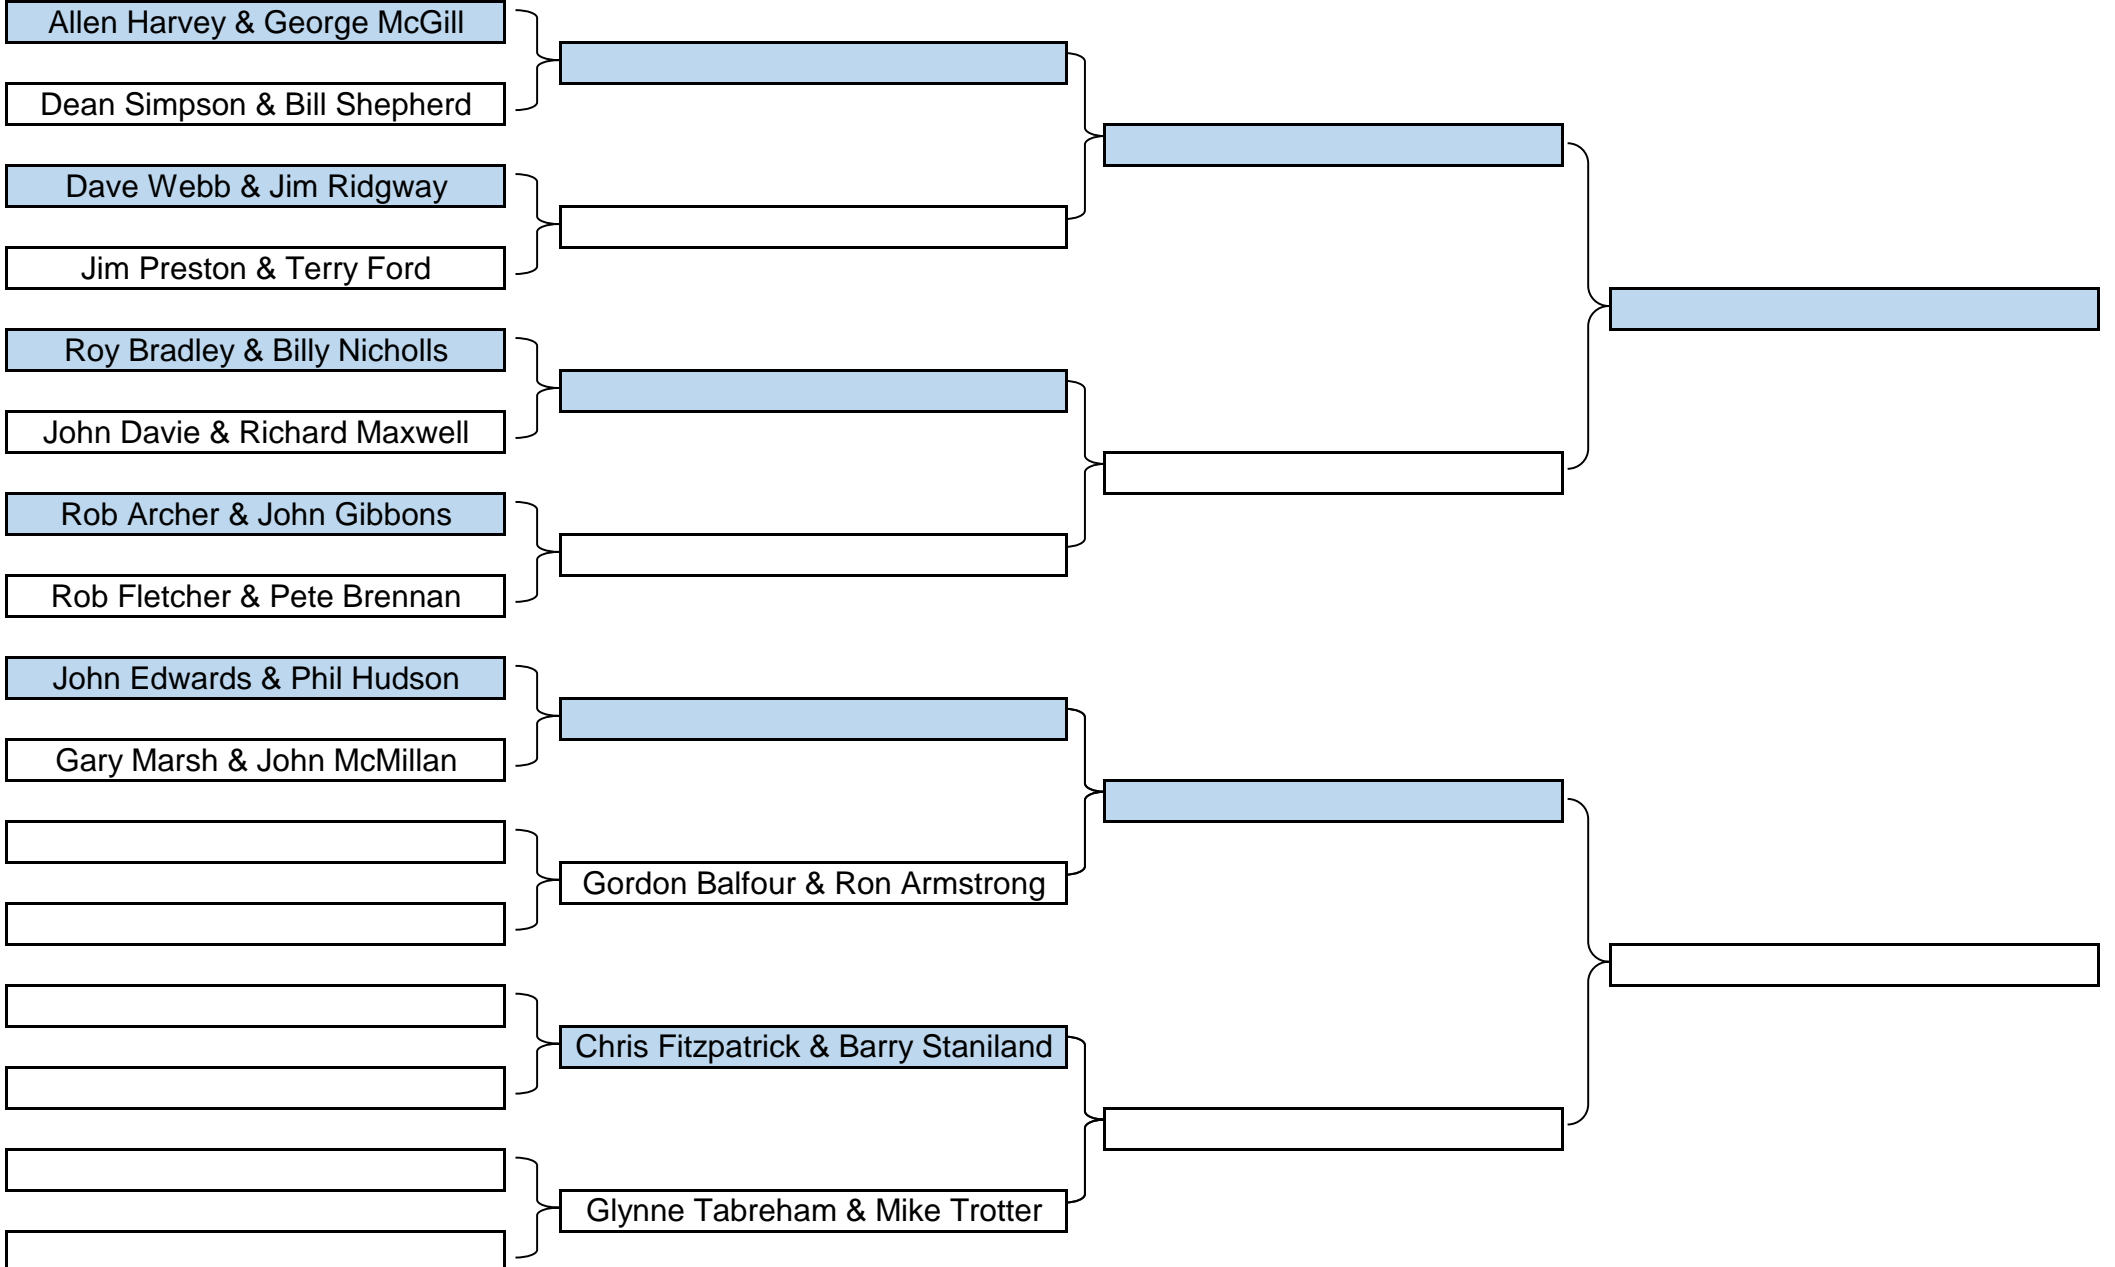 Allen Harvey & George McGill
Dean Simpson & Bill Shepherd
Dave Webb & Jim Ridgway
Jim Preston & Terry Ford
Roy Bradley & Billy Nicholls
John Davie & Richard Maxwell
Rob Archer & John Gibbons
Rob Fletcher & Pete Brennan
John Edwards & Phil Hudson
Gary Marsh & John McMillan
Gordon Balfour & Ron Armstrong
Chris Fitzpatrick & Barry Staniland
Glynne Tabreham & Mike Trotter